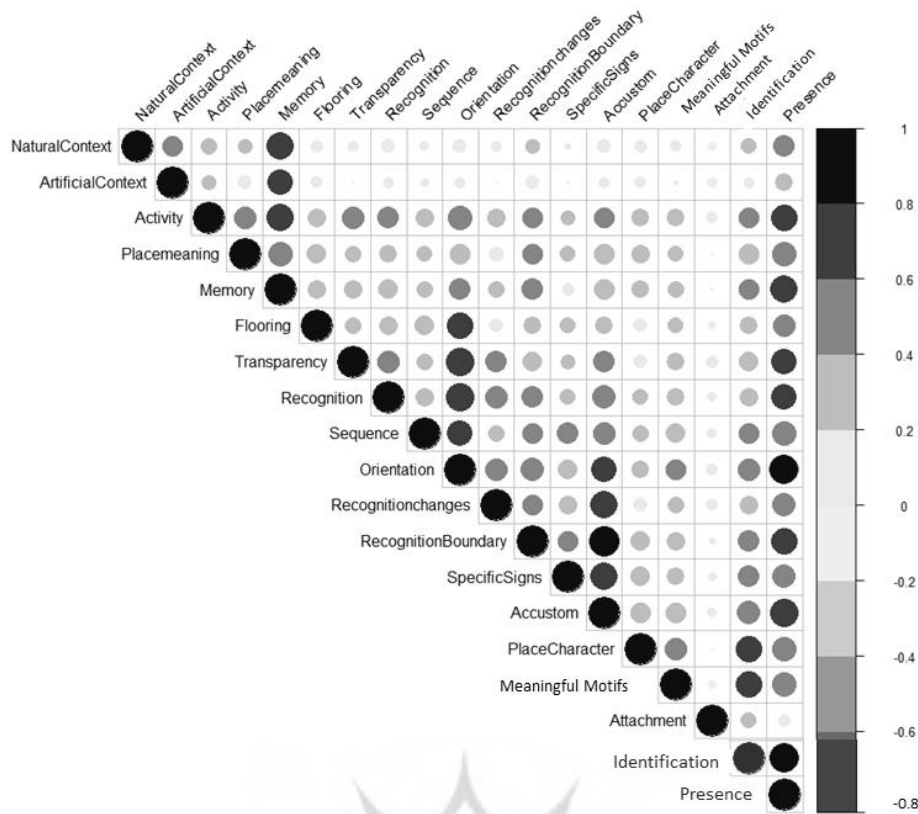 NaturalContext
ArtificialContext
Activity
Placemeaning
Memory
Flooring
Transparency
Recognition
Sequence
Orientation
Recognitionchanges
RecognitionBoundary
SpecificSigns
Accustom
PlaceCharacter
Meaningful Motifs
Attachment
Identification
Presence
NaturalContext
ArtificialContext
Activity
Placemeaning
Memory
Flooring
Transparency
Recognition
Sequence
Orientation
Recognitionchanges
RecognitionBoundary
SpecificSigns
Accustom
PlaceCharacter
Meaningful Motifs
Attachment
Identification
Presence
1
0.8
0.6
0.4
0.2
0
-0.2
-0.4
-0.6
-0.8